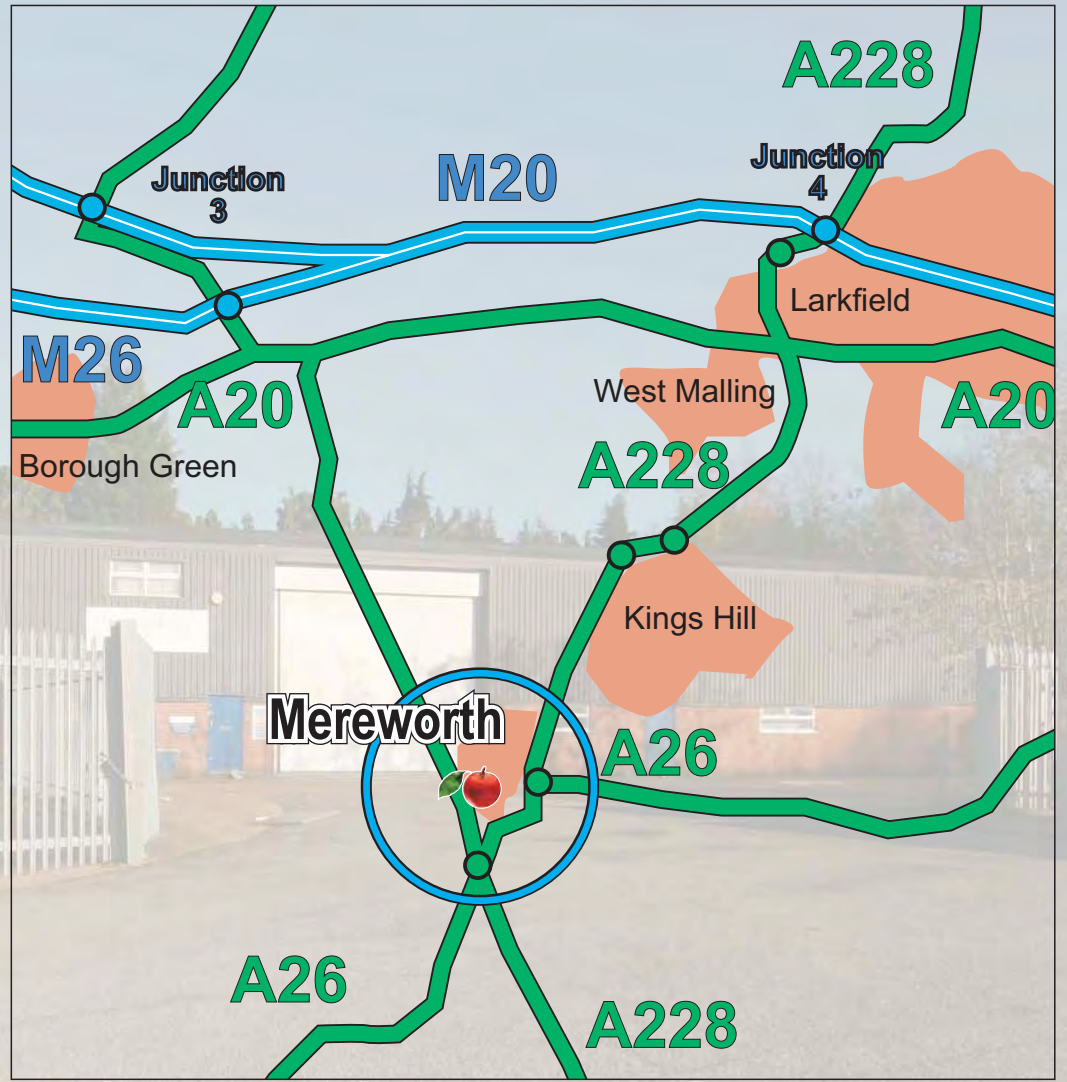 A228
Junction
4
M20
Junction
3
Larkfield
M26
West Malling
A20
A20
A228
Borough Green
Kings Hill
Mereworth
A26
A26
A228